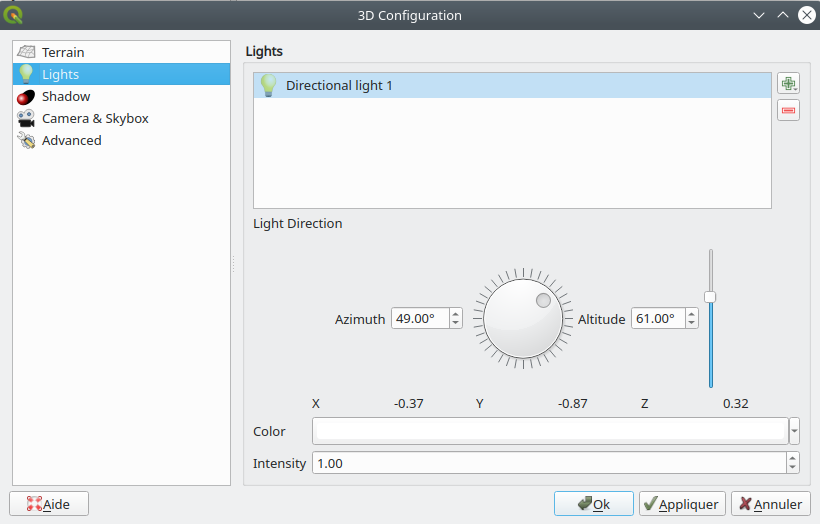 3D Configuration
Terrain
Lights
Shadow
Camera & Skybox
Advanced
Lights
Directional light 1
Light Direction
Azimuth 49.00° Altitude 61.00°
X -0.37 Y -0.87 Z 0.32
Color
Intensity 1.00
Aide Ok Appliquer Annuler